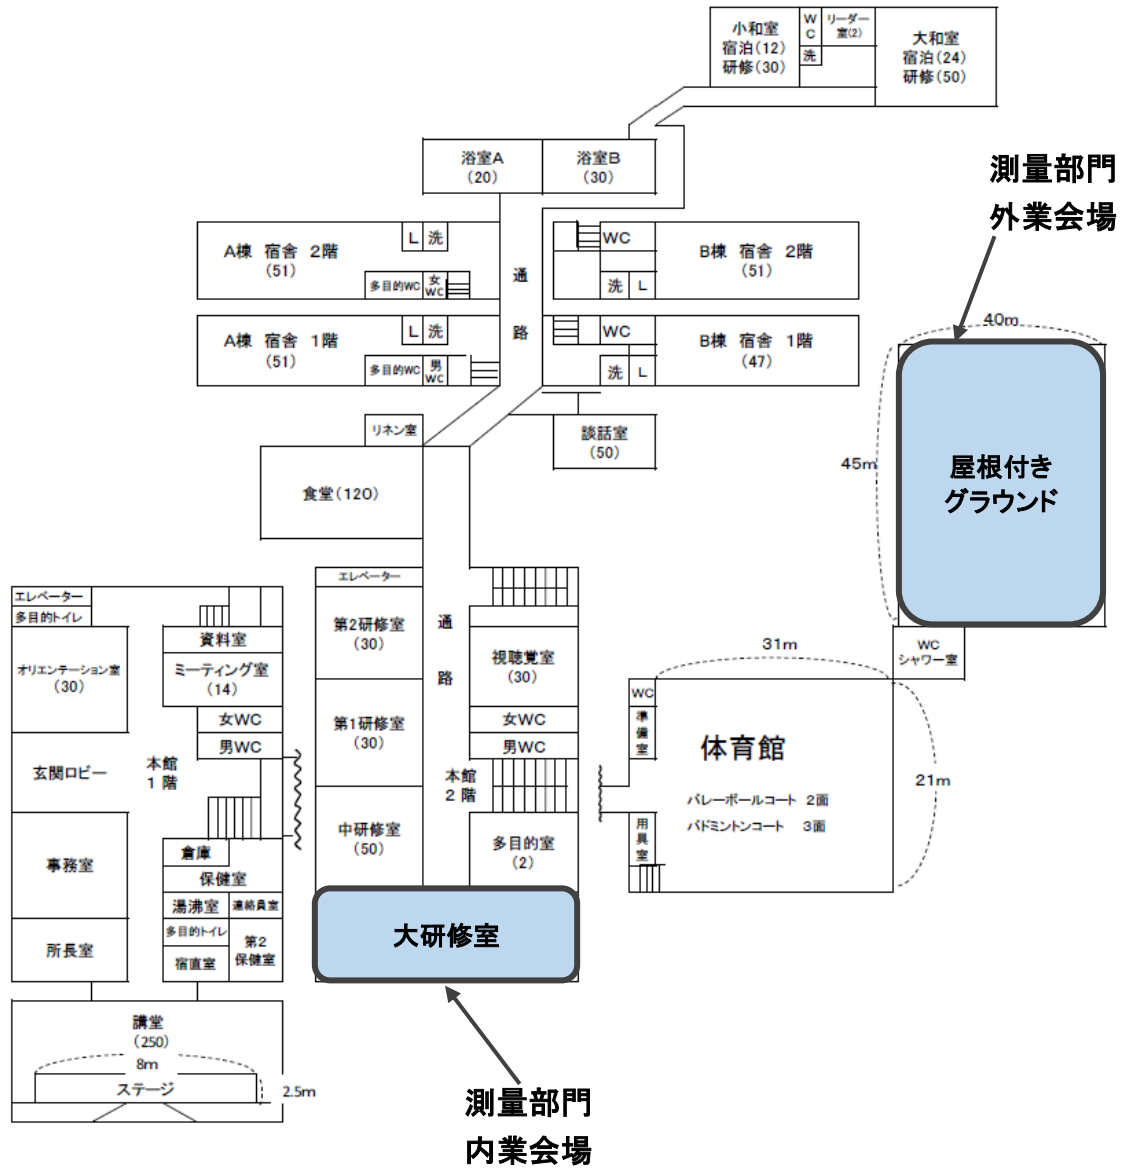 小和室
宿泊(12)
研修(30)
WC
洗
リーダー
室(2)
大和室
宿泊(24)
研修(50)
測量部門
外業会場
浴室A
(20)
浴室B
(30)
A棟 宿舎 2階
(51)
L
洗
多目的WC
女
WC
通
路
WC
洗
L
B棟 宿舎 2階
(51)
A棟 宿舎 1階
(51)
L
洗
多目的WC
男
WC
WC
洗
L
B棟 宿舎 1階
(47)
40m
45m
屋根付き
グラウンド
リネン室
談話室
(50)
食堂(120)
エレベーター
多目的トイレ
オリエンテーション室
(30)
資料室
ミーティング室
(14)
女WC
男WC
玄関ロビー
本館
1階
事務室
所長室
倉庫
保健室
湯沸室
連絡員室
多目的トイレ
宿直室
第2
保健室
講堂
(250)
8m
ステージ
2.5m
エレベーター
第2研修室
(30)
第1研修室
(30)
中研修室
(50)
通
路
視聴覚室
(30)
女WC
男WC
本館
2階
多目的室
(2)
大研修室
測量部門
内業会場
WC
シャワー室
31m
WC
準
備
室
体育館
バレーボールコート 2面
バドミントンコート 3面
用
具
室
21m